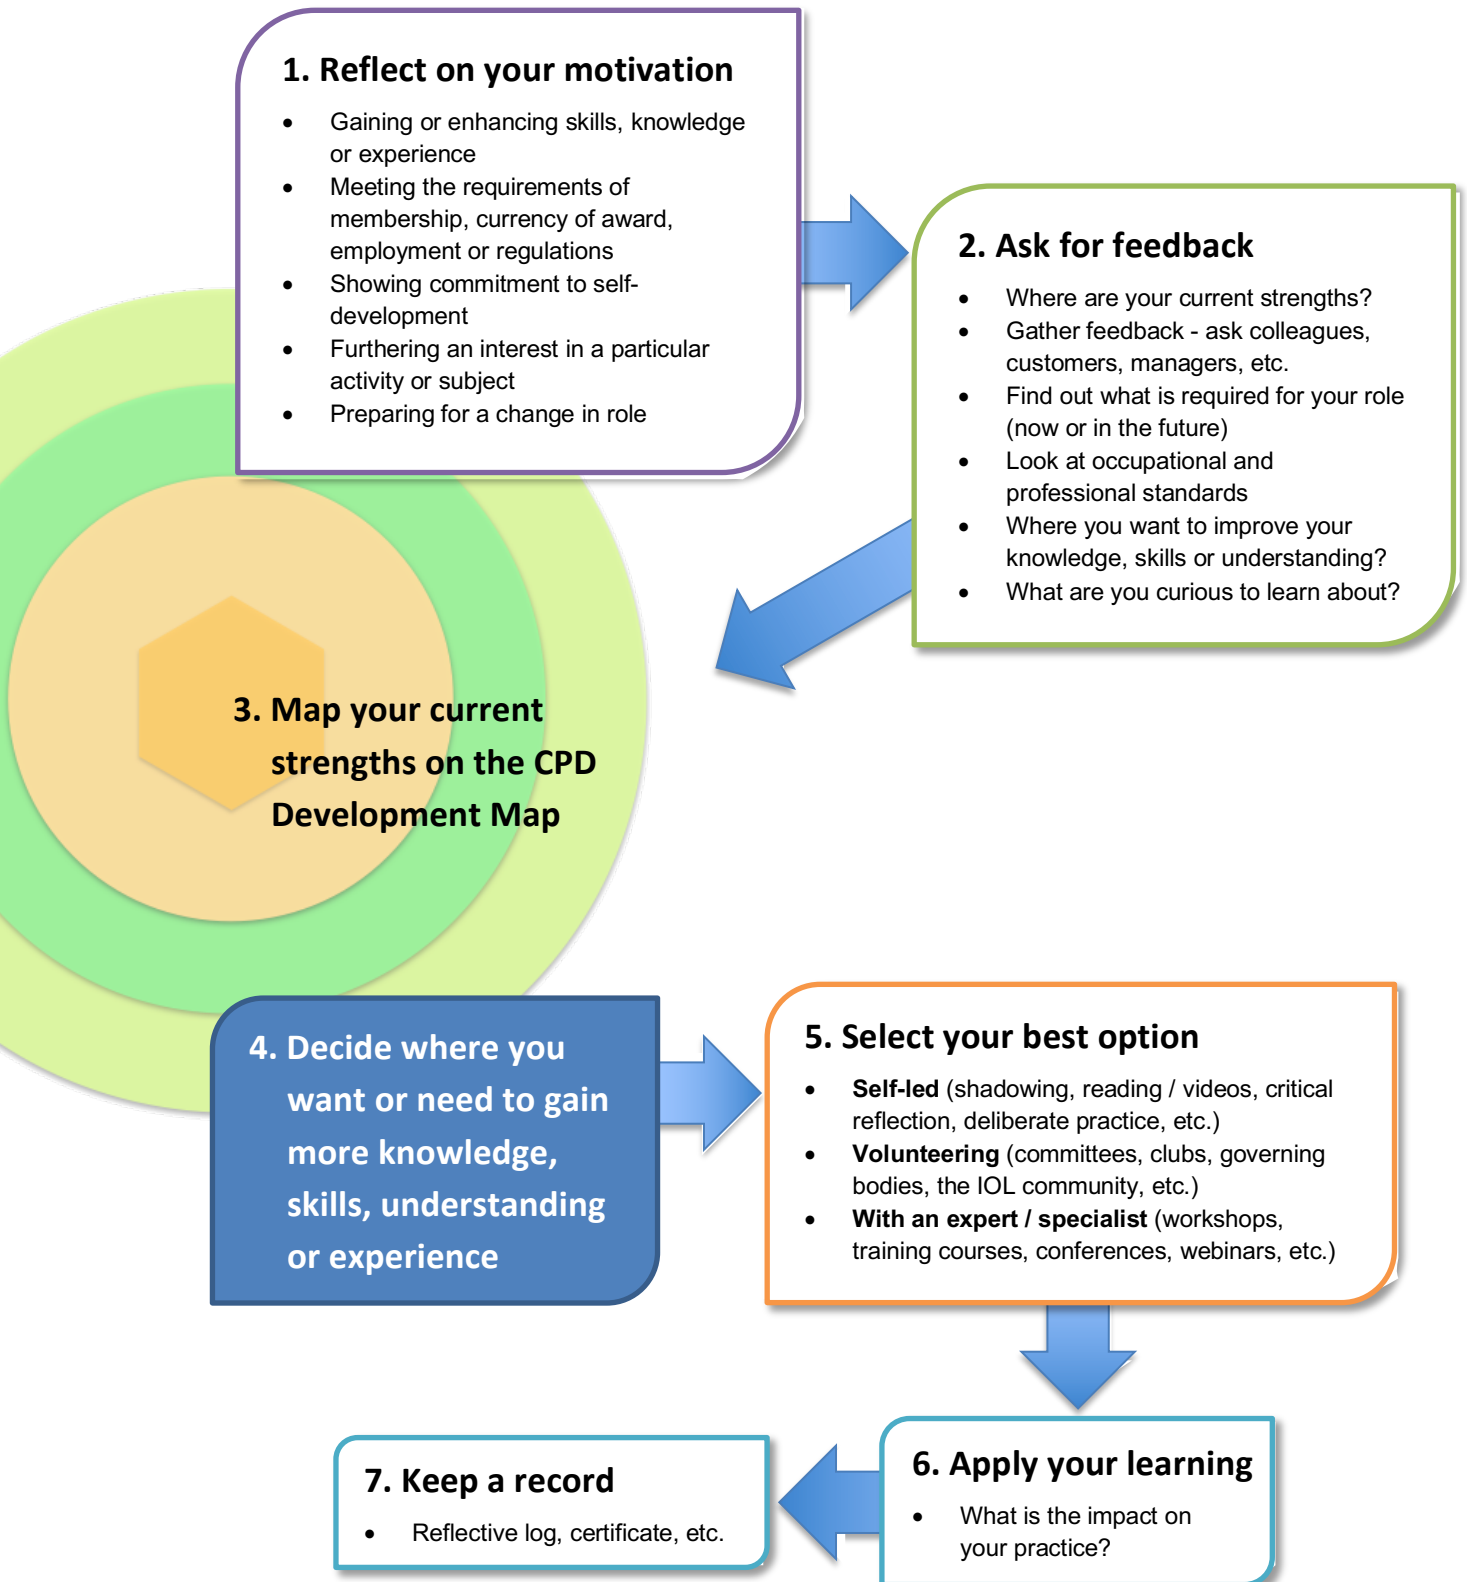 1. Reflect on your motivation
• Gaining or enhancing skills, knowledge
or experience
• Meeting the requirements of
membership, currency of award,
employment or regulations
• Showing commitment to self-
development
• Furthering an interest in a particular
activity or subject
• Preparing for a change in role
2. Ask for feedback
• Where are your current strengths?
• Gather feedback - ask colleagues,
customers, managers, etc.
• Find out what is required for your role
(now or in the future)
• Look at occupational and
professional standards
• Where you want to improve your
knowledge, skills or understanding?
• What are you curious to learn about?
3. Map your current
strengths on the CPD
Development Map
4. Decide where you
want or need to gain
more knowledge,
skills, understanding
or experience
5. Select your best option
• Self-led (shadowing, reading / videos, critical
reflection, deliberate practice, etc.)
• Volunteering (committees, clubs, governing
bodies, the IOL community, etc.)
• With an expert / specialist (workshops,
training courses, conferences, webinars, etc.)
6. Apply your learning
• What is the impact on
your practice?
7. Keep a record
• Reflective log, certificate, etc.